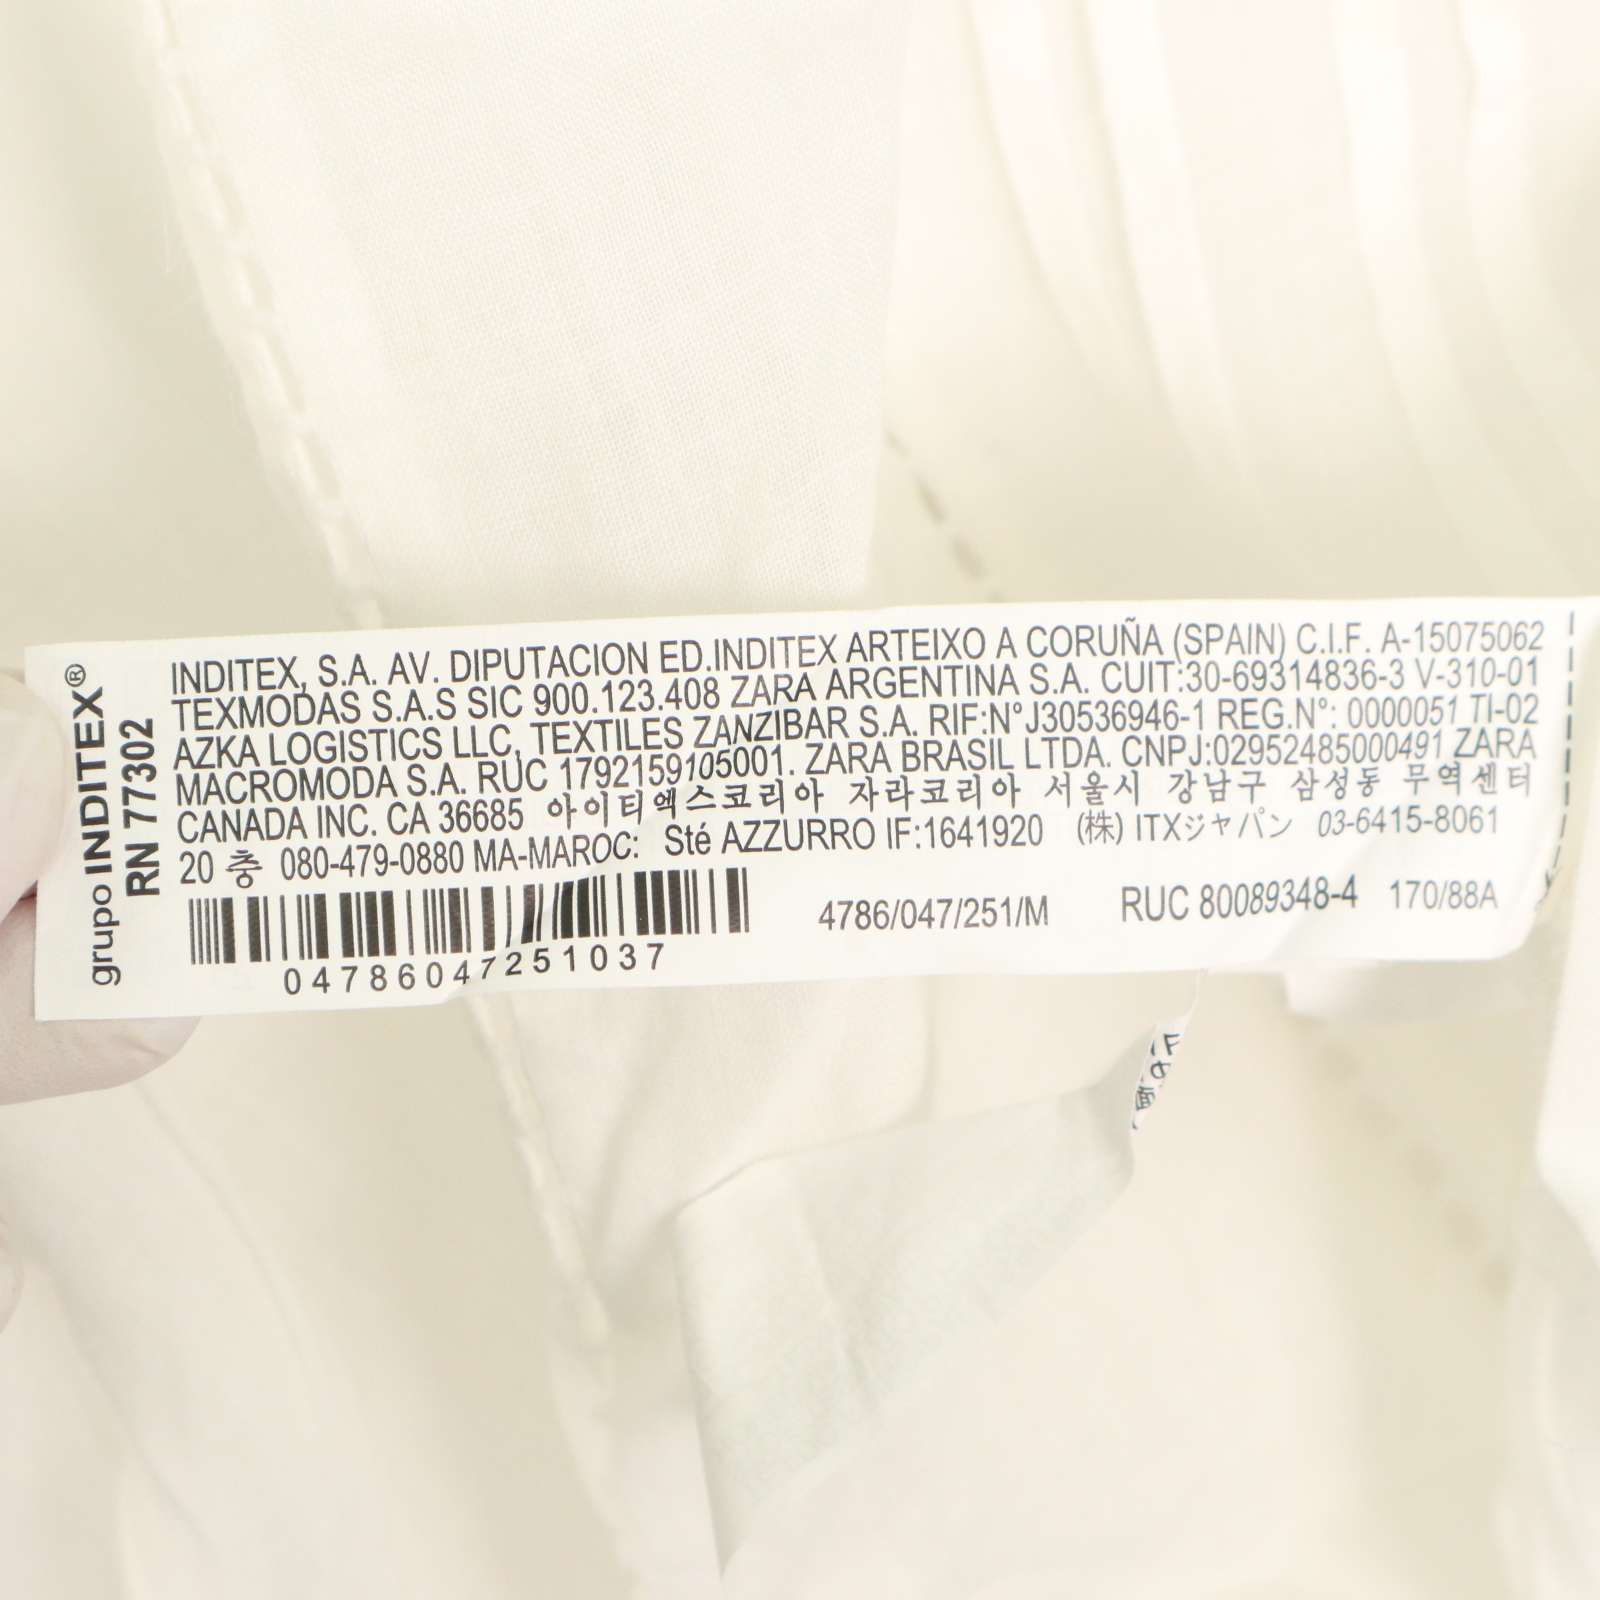 grupo INDITEX®
RN 77302
INDITEX, S.A. AV. DIPUTACION ED.INDITEX ARTEIXO A CORUÑA (SPAIN) C.I.F. A-15075062
TEXMODAS S.A.S SIC 900.123.408 ZARA ARGENTINA S.A. CUIT:30-69314836-3 V-310-01
AZKA LOGISTICS LLC, TEXTILES ZANZIBAR S.A. RIF:N°J30536946-1 REG.N°: 0000051 TI-02
MACROMODA S.A. RUC 1792159105001. ZARA BRASIL LTDA. CNPJ:02952485000491 ZARA
CANADA INC. CA 36685 아이티엑스코리아 자라코리아 서울시 강남구 삼성동 무역센터
20 충 080-479-0880 MA-MAROC: Sté AZZURRO IF:1641920 (株) ITXジャパン 03-6415-8061
4786/047/251/M RUC 80089348-4 170/88A
04786047251037